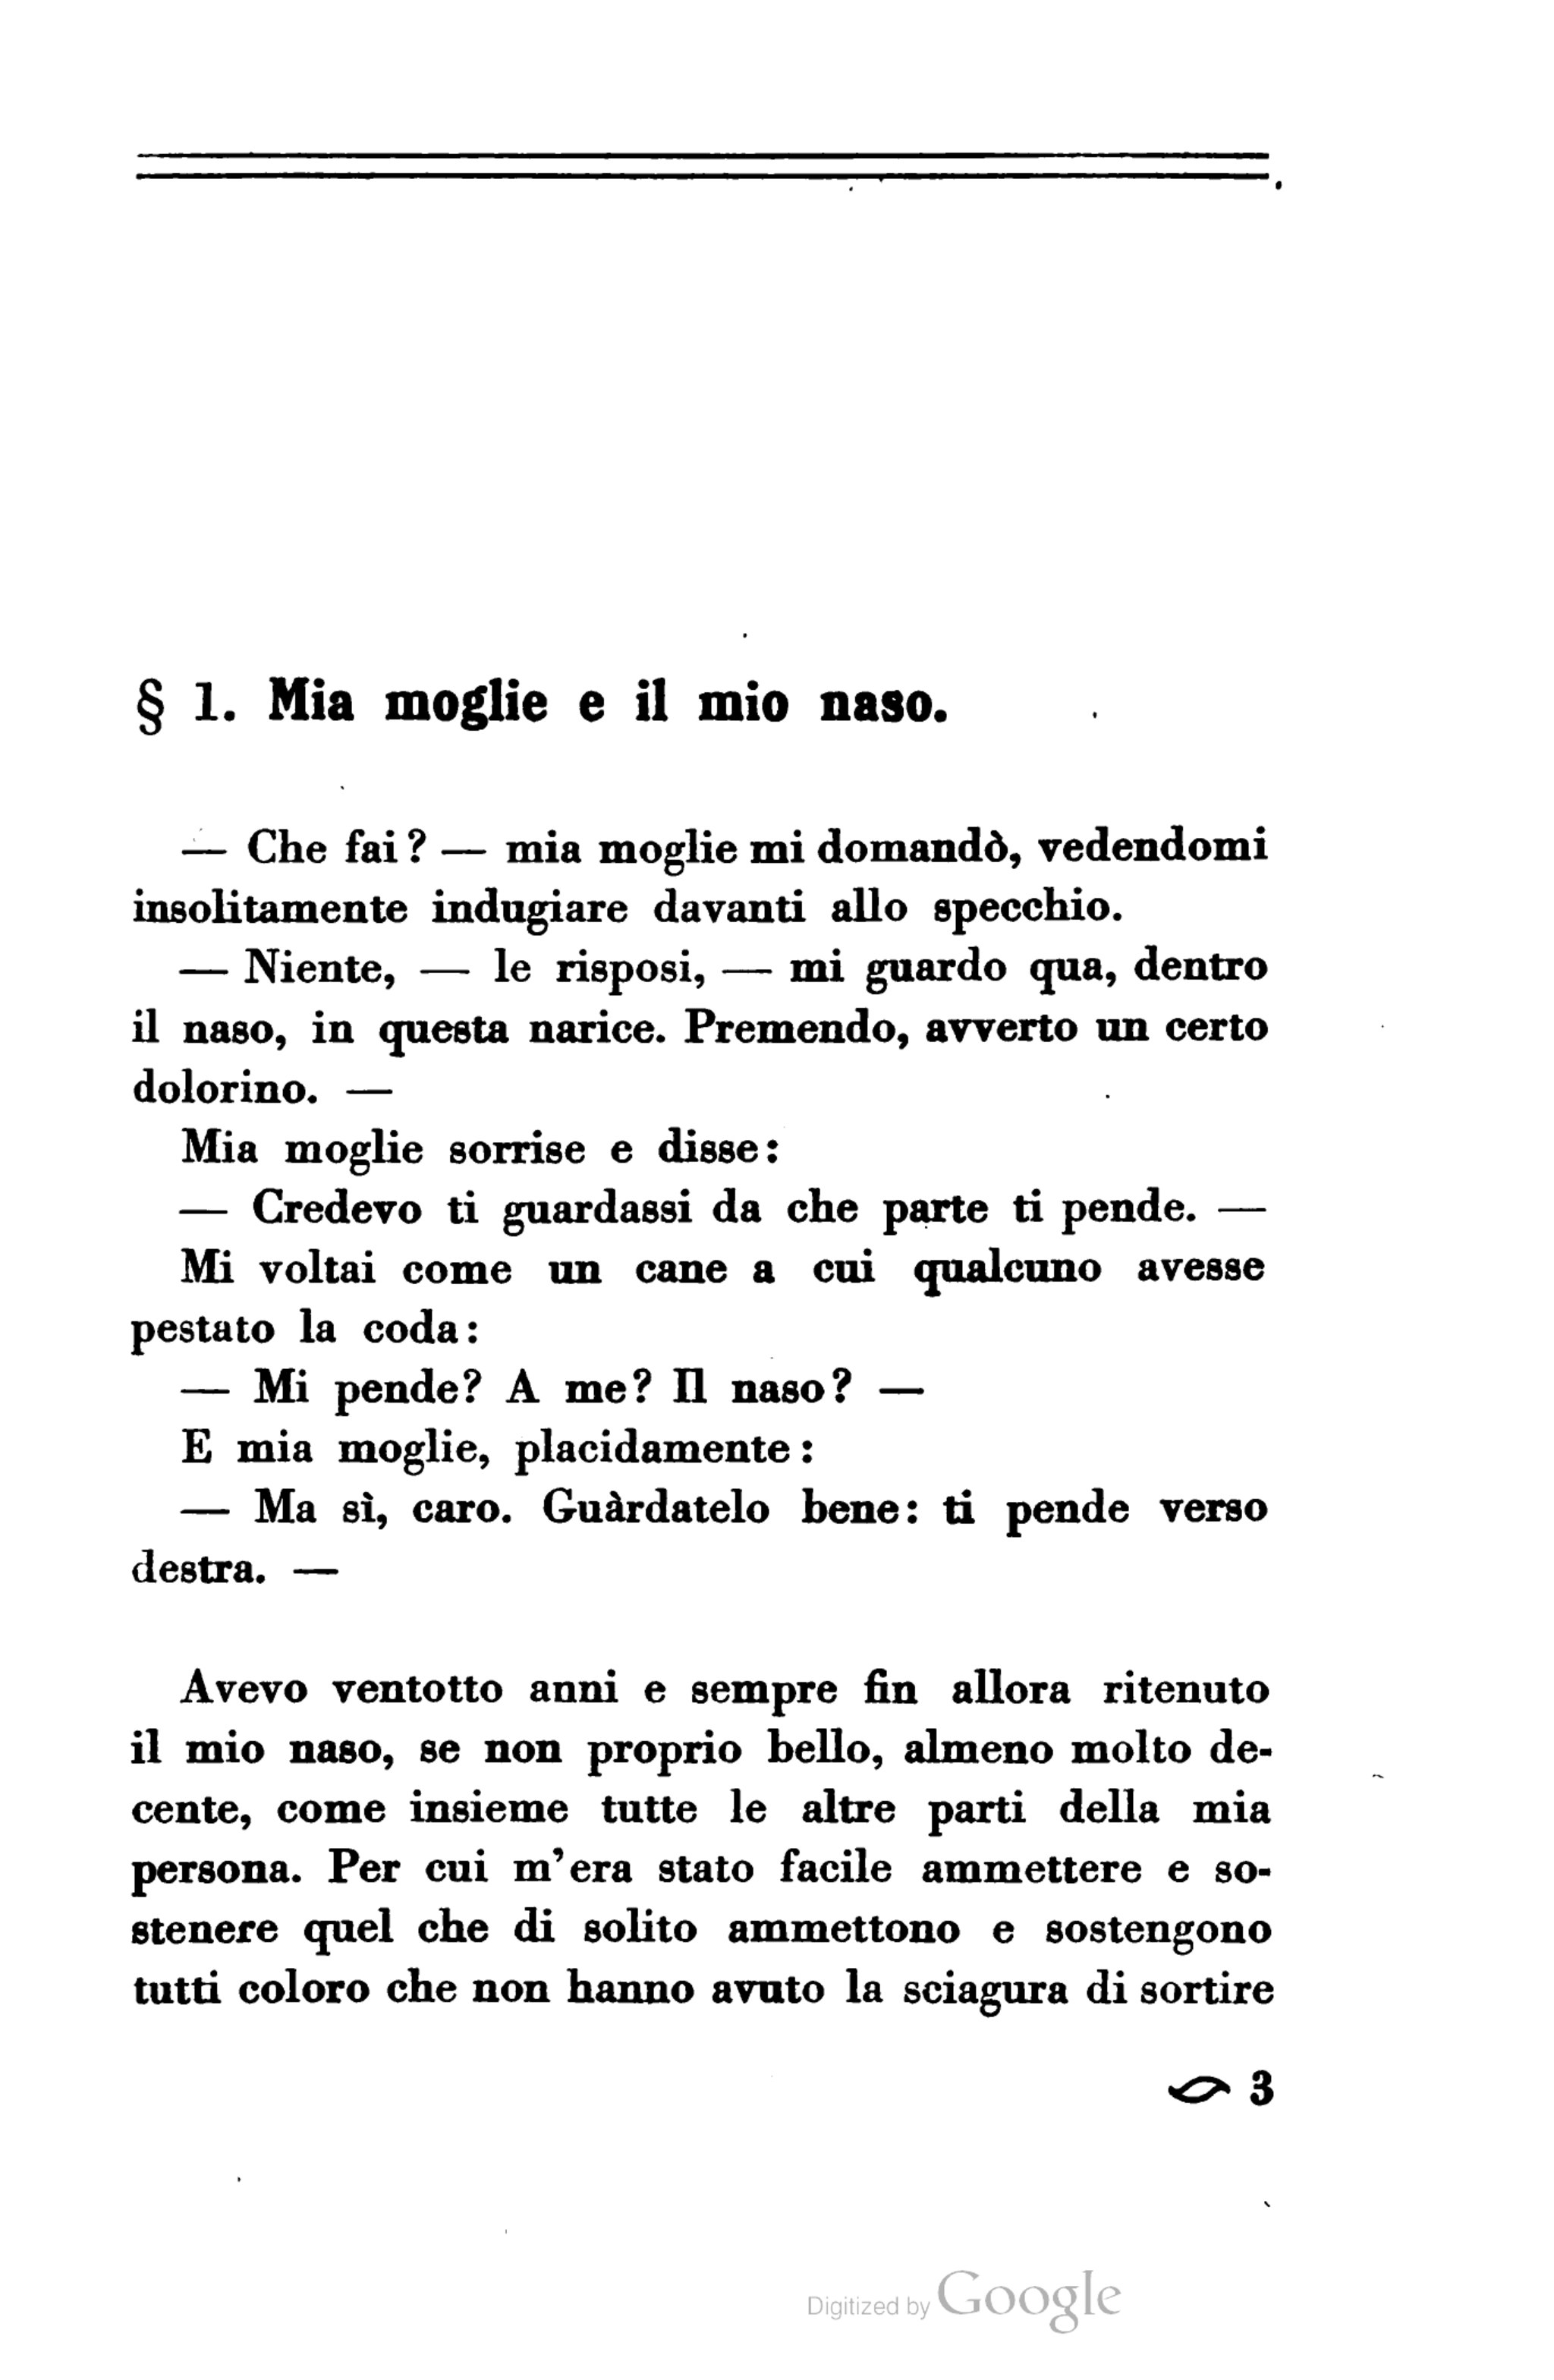 § 1. Mia moglie e il mio naso.
— Che fai? — mia moglie mi domandò, vedendomi
insolitamente indugiare davanti allo specchio.
— Niente, — le risposi, — mi guardo qua, dentro
il naso, in questa narice. Premendo, avverto un certo
dolorino. —
Mia moglie sorrise e disse:
— Credevo ti guardassi da che parte ti pende. —
Mi voltai come un cane a cui qualcuno avesse
pestato la coda:
— Mi pende? A me? Il naso? —
E mia moglie, placidamente:
— Ma sì, caro. Guàrdatelo bene: ti pende verso
destra. —
Avevo ventotto anni e sempre fin allora ritenuto
il mio naso, se non proprio bello, almeno molto de-
cente, come insieme tutte le altre parti della mia
persona. Per cui m'era stato facile ammettere e so-
stenere quel che di solito ammettono e sostengono
tutti coloro che non hanno avuto la sciagura di sortire
3
Digitized by Google